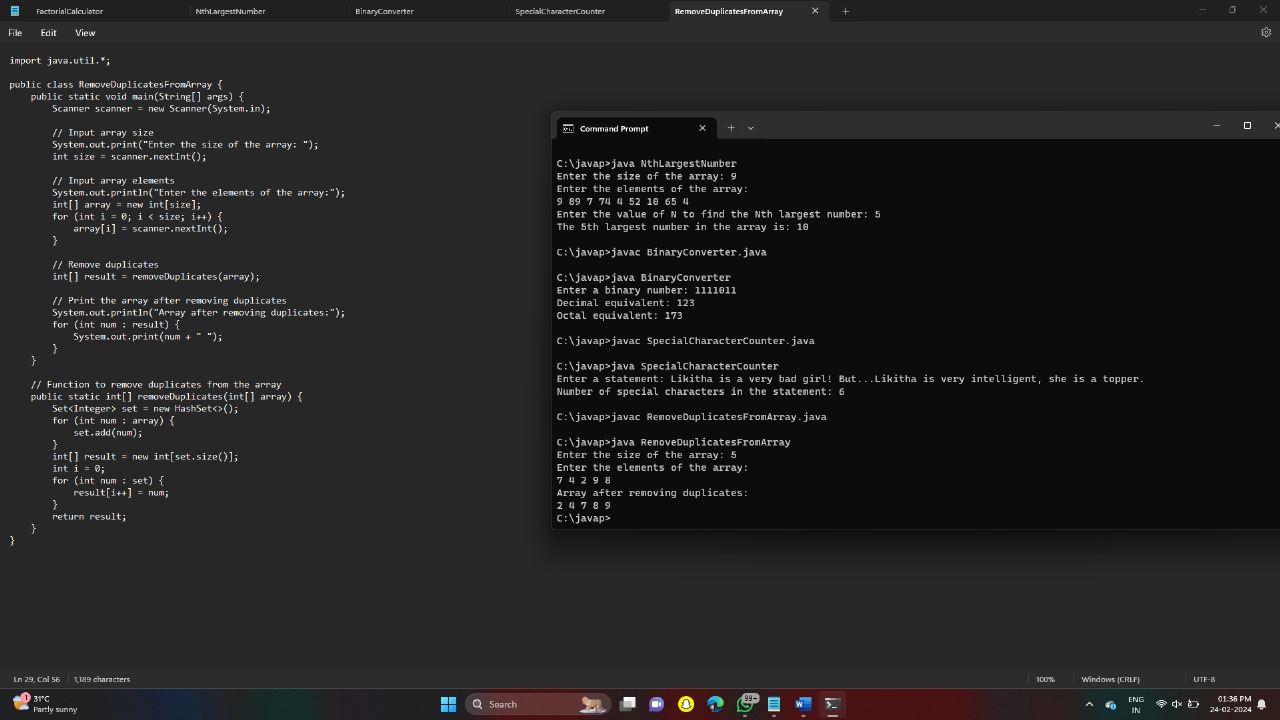 FactorialCalculator
NthLargestNumber
BinaryConverter
SpecialCharacterCounter
RemoveDuplicatesFromArray
File
Edit
View
import java.util.*;
public class RemoveDuplicatesFromArray {
public static void main(String[] args) {
Scanner scanner = new Scanner(System.in);
// Input array size
System.out.print("Enter the size of the array: ");
int size = scanner.nextInt();
// Input array elements
System.out.println("Enter the elements of the array:");
int[] array = new int[size];
for (int i = 0; i < size; i++) {
array[i] = scanner.nextInt();
}
// Remove duplicates
int[] result = removeDuplicates(array);
// Print the array after removing duplicates
System.out.println("Array after removing duplicates:");
for (int num : result) {
System.out.print(num + " ");
}
}
// Function to remove duplicates from the array
public static int[] removeDuplicates(int[] array) {
Set<Integer> set = new HashSet<>();
for (int num : array) {
set.add(num);
}
int[] result = new int[set.size()];
int i = 0;
for (int num : set) {
result[i++] = num;
}
return result;
}
}
Command Prompt
C:\javap>java NthLargestNumber
Enter the size of the array: 9
Enter the elements of the array:
9 89 7 74 4 52 10 65 4
Enter the value of N to find the Nth largest number: 5
The 5th largest number in the array is: 10
C:\javap>javac BinaryConverter.java
C:\javap>java BinaryConverter
Enter a binary number: 1111011
Decimal equivalent: 123
Octal equivalent: 173
C:\javap>javac SpecialCharacterCounter.java
C:\javap>java SpecialCharacterCounter
Enter a statement: Likitha is a very bad girl! But...Likitha is very intelligent, she is a topper.
Number of special characters in the statement: 6
C:\javap>javac RemoveDuplicatesFromArray.java
C:\javap>java RemoveDuplicatesFromArray
Enter the size of the array: 5
Enter the elements of the array:
7 4 2 9 8
Array after removing duplicates:
2 4 7 8 9
C:\javap>
Ln 29, Col 56
1,189 characters
100%
Windows (CRLF)
UTF-8
1
31°C
Partly sunny
Search
99+
ENG
IN
01:36 PM
24-02-2024